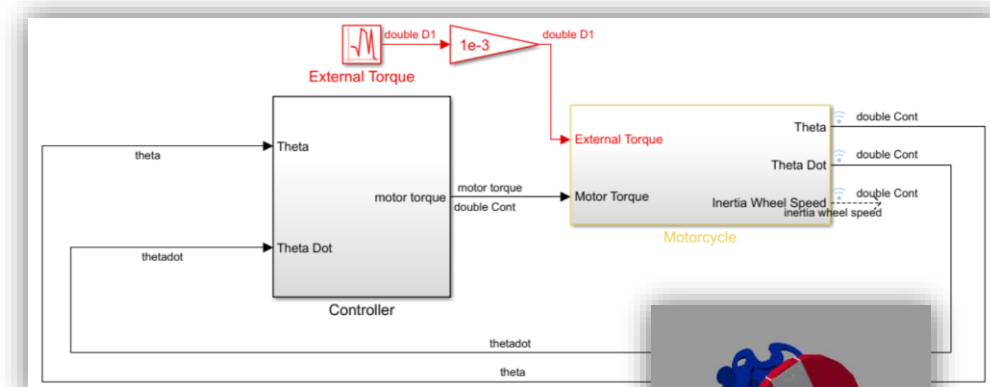 double D1
1e-3
double D1
External Torque
Theta
theta
motor torque
Theta Dot
thetadot
Controller
motor torque
double Cont
External Torque
Motor Torque
Theta
double Cont
Theta Dot
double Cont
Inertia Wheel Speed
double Cont
inertia wheel speed
Motorcycle
thetadot
theta